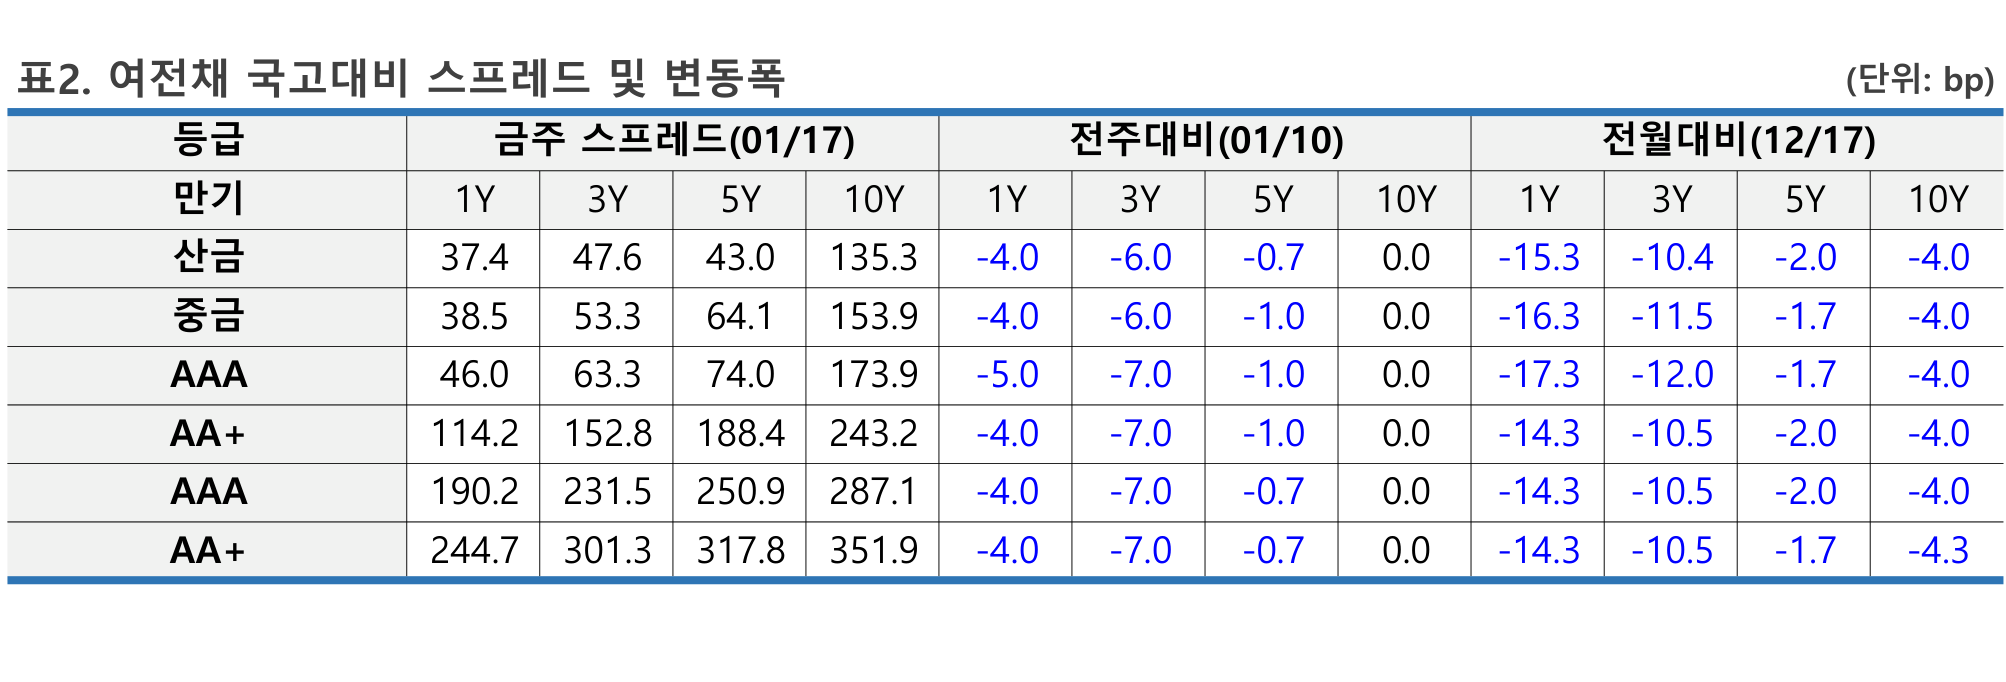 표2. 여전채 국고대비 스프레드 및 변동폭 (단위: bp)
등급 금주 스프레드(01/17) 전주대비(01/10) 전월대비(12/17)
만기 1Y 3Y 5Y 10Y 1Y 3Y 5Y 10Y 1Y 3Y 5Y 10Y
산금 37.4 47.6 43.0 135.3 -4.0 -6.0 -0.7 0.0 -15.3 -10.4 -2.0 -4.0
중금 38.5 53.3 64.1 153.9 -4.0 -6.0 -1.0 0.0 -16.3 -11.5 -1.7 -4.0
AAA 46.0 63.3 74.0 173.9 -5.0 -7.0 -1.0 0.0 -17.3 -12.0 -1.7 -4.0
AA+ 114.2 152.8 188.4 243.2 -4.0 -7.0 -1.0 0.0 -14.3 -10.5 -2.0 -4.0
AAA 190.2 231.5 250.9 287.1 -4.0 -7.0 -0.7 0.0 -14.3 -10.5 -2.0 -4.0
AA+ 244.7 301.3 317.8 351.9 -4.0 -7.0 -0.7 0.0 -14.3 -10.5 -1.7 -4.3